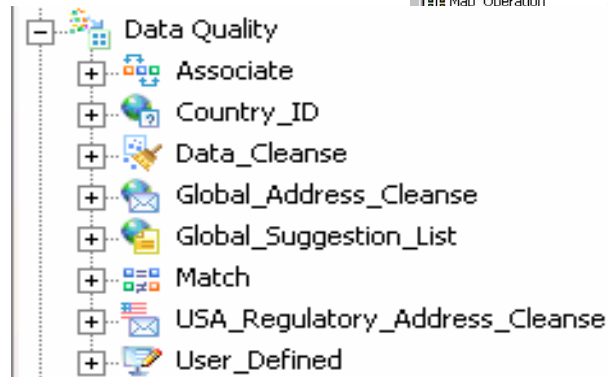 Map_Operation
Data Quality
Associate
Country_ID
Data_Cleanse
Global_Address_Cleanse
Global_Suggestion_List
Match
USA_Regulatory_Address_Cleanse
User_Defined